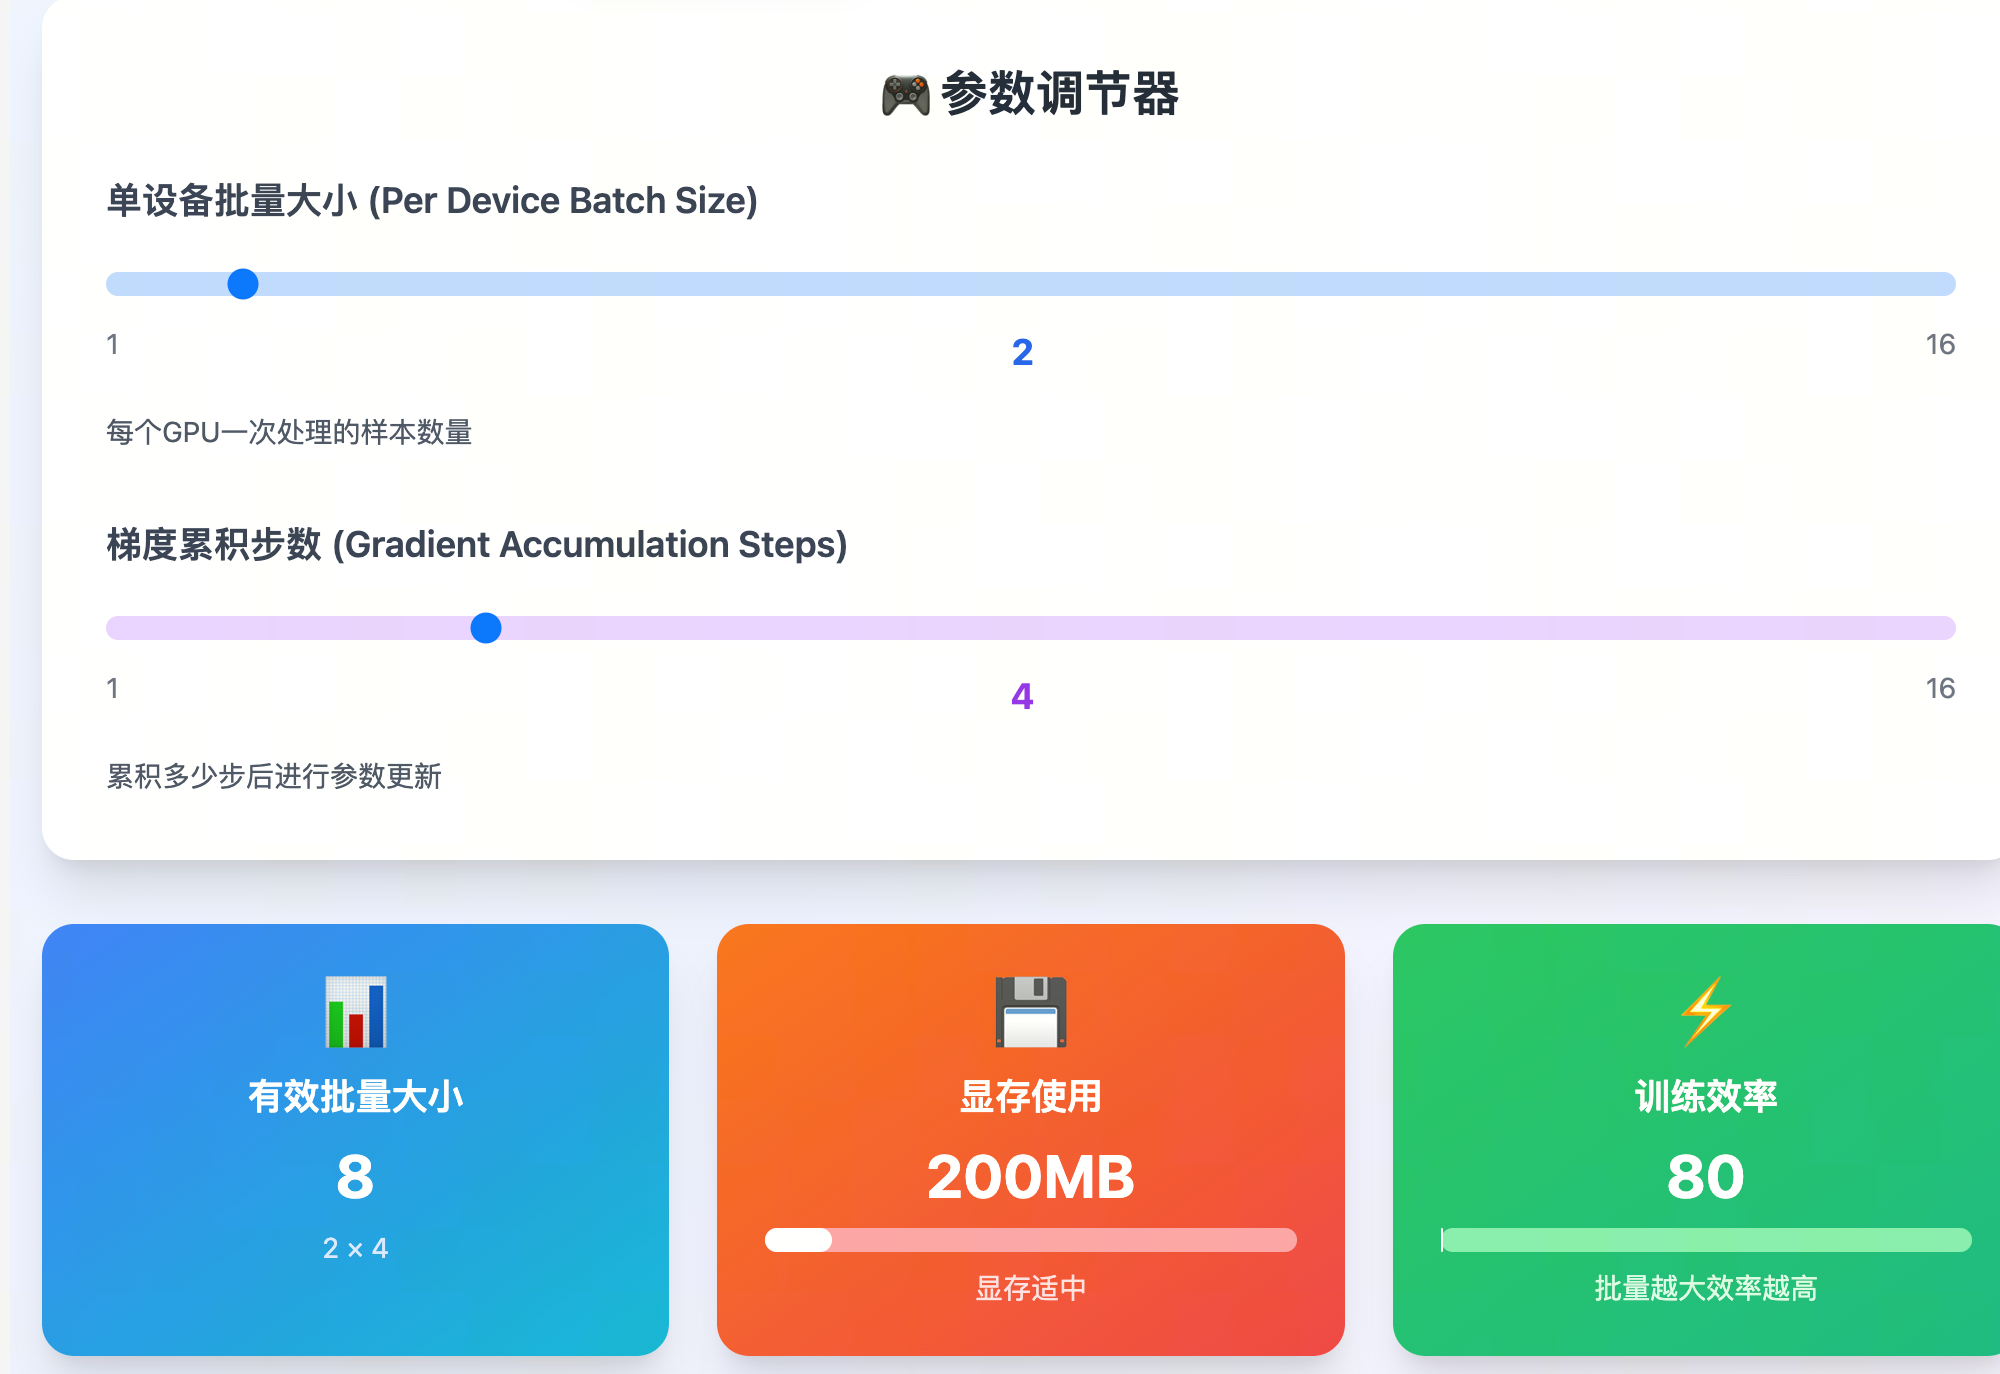 🎮 参数调节器
单设备批量大小 (Per Device Batch Size)
1 2 16
每个GPU一次处理的样本数量
梯度累积步数 (Gradient Accumulation Steps)
1 4 16
累积多少步后进行参数更新
有效批量大小
8
2 × 4
显存使用
200MB
显存适中
训练效率
80
批量越大效率越高